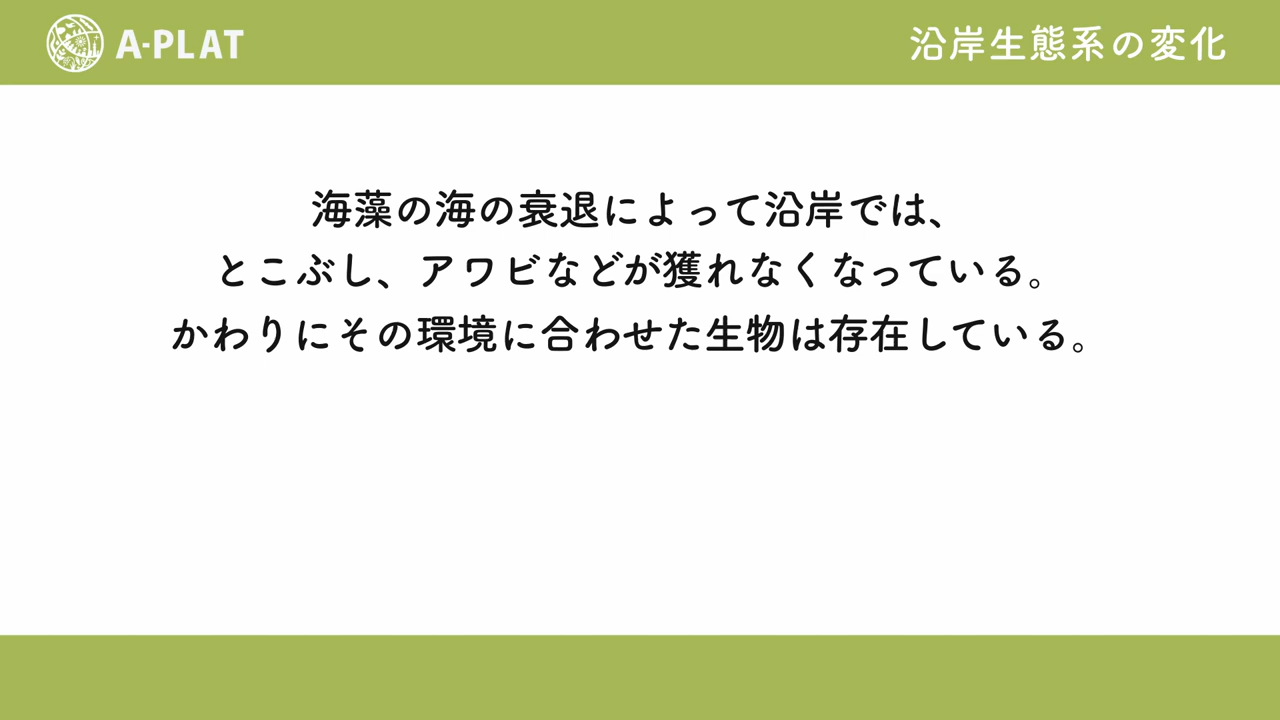 A-PLAT
沿岸生態系の変化
海藻の海の衰退によって沿岸では、
とこぶし、アワビなどが獲れなくなっている。
かわりにその環境に合わせた生物は存在している。